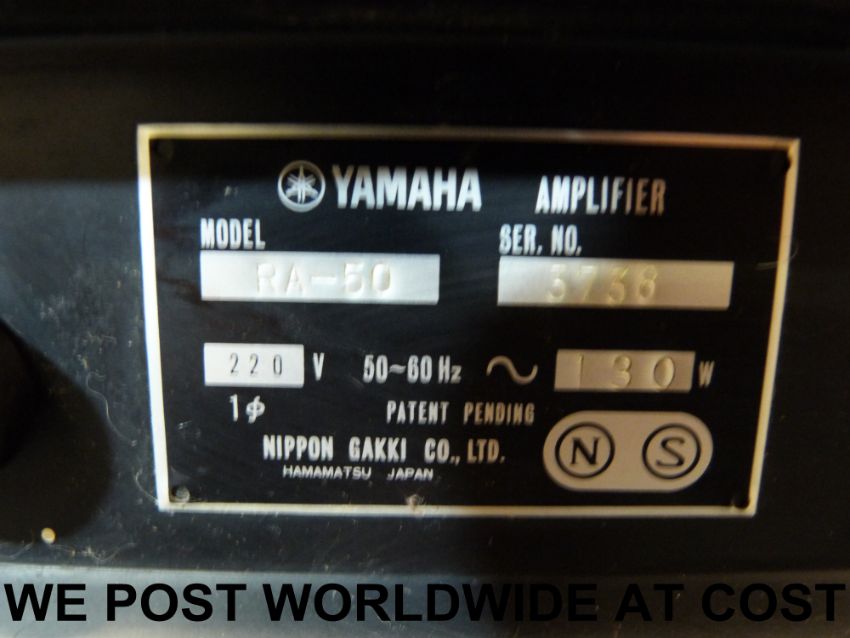 YAMAHA AMPLIFIER
MODEL SER. NO.
RA-50 3738
220 V 50~60 Hz ~ 130 W
1ϕ PATENT PENDING
NIPPON GAKKI CO., LTD.
HAMAMATSU JAPAN
N S
WE POST WORLDWIDE AT COST